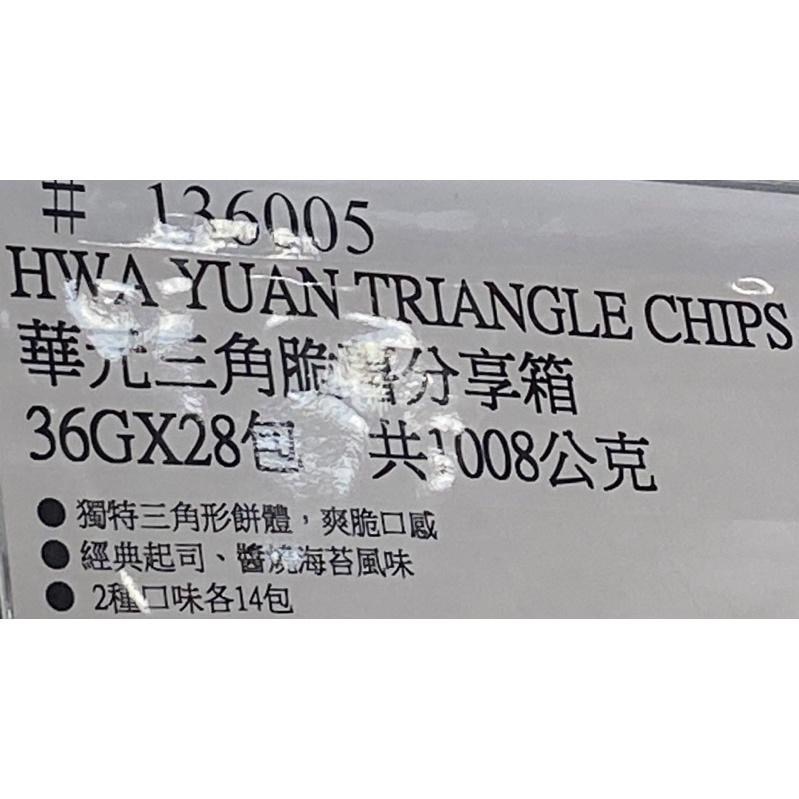 # 136005
HWA YUAN TRIANGLE CHIPS
華元三角脆薯分享箱
36GX28包 共1008公克
● 獨特三角形餅體，爽脆口感
● 經典起司、醬燒海苔風味
● 2種口味各14包